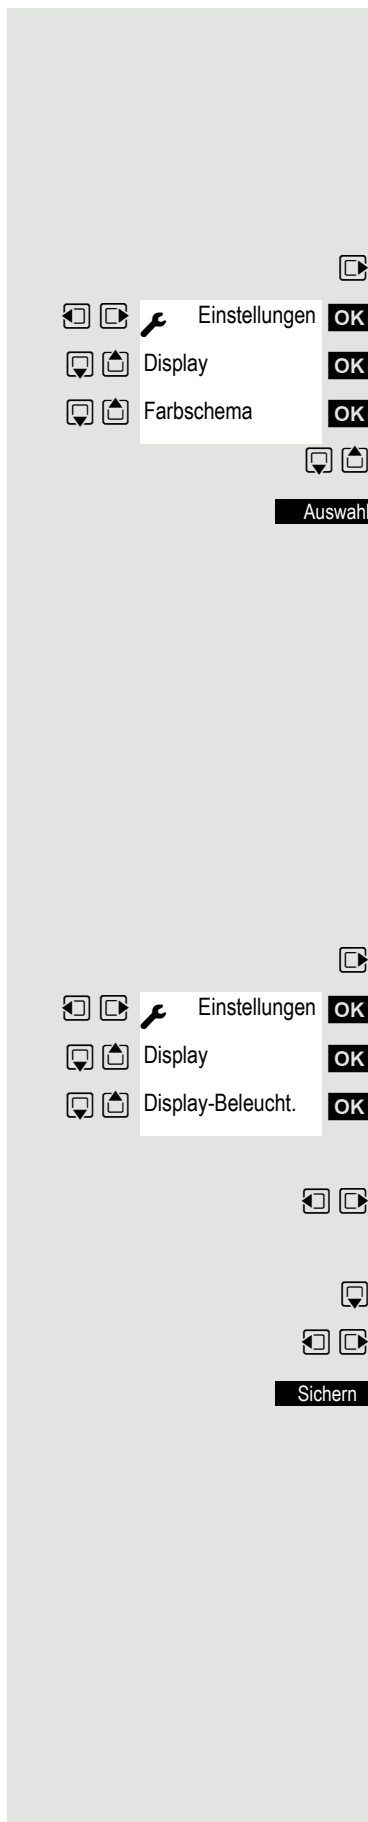 Einstellungen OK
Display OK
Farbschema OK
Auswahl
Einstellungen OK
Display OK
Display-Beleucht. OK
Sichern